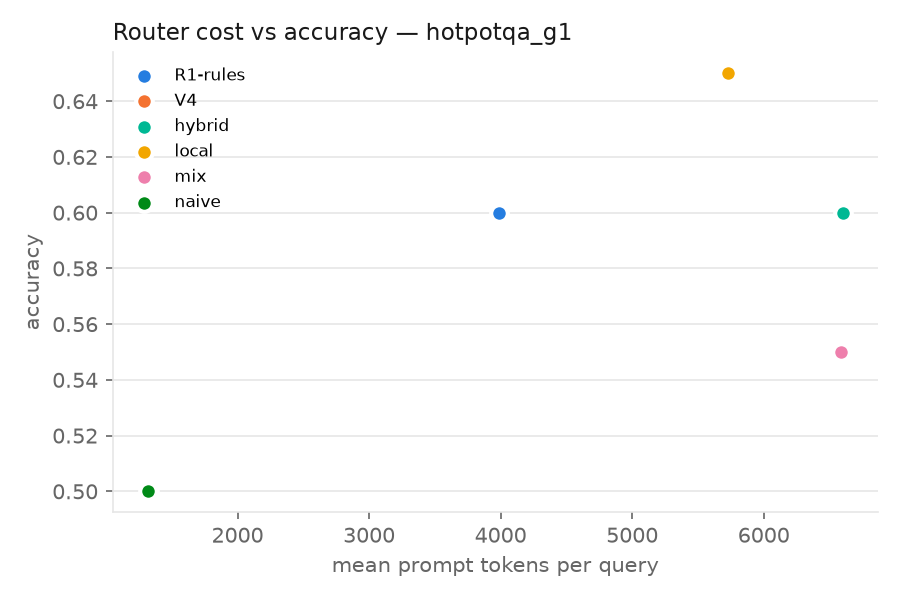 Router cost vs accuracy — hotpotqa_g1
R1-rules
V4
hybrid
local
mix
naive
0.64
0.62
0.60
0.58
0.56
0.54
0.52
0.50
accuracy
2000 3000 4000 5000 6000
mean prompt tokens per query